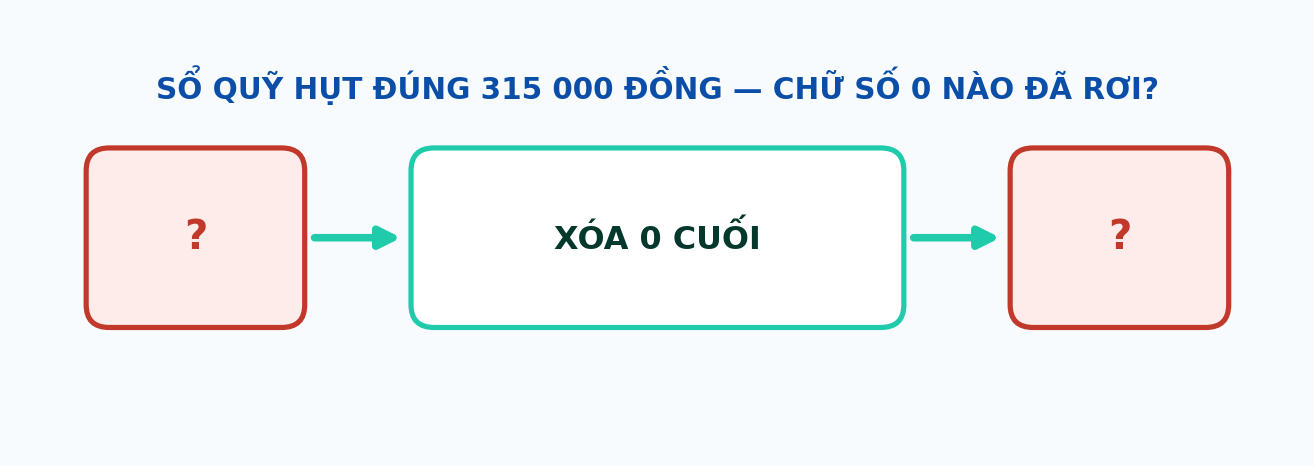 SỔ QUỸ HỤT ĐÚNG 315 000 ĐỒNG — CHỮ SỐ 0 NÀO ĐÃ RƠI?
?
XÓA 0 CUỐI
?